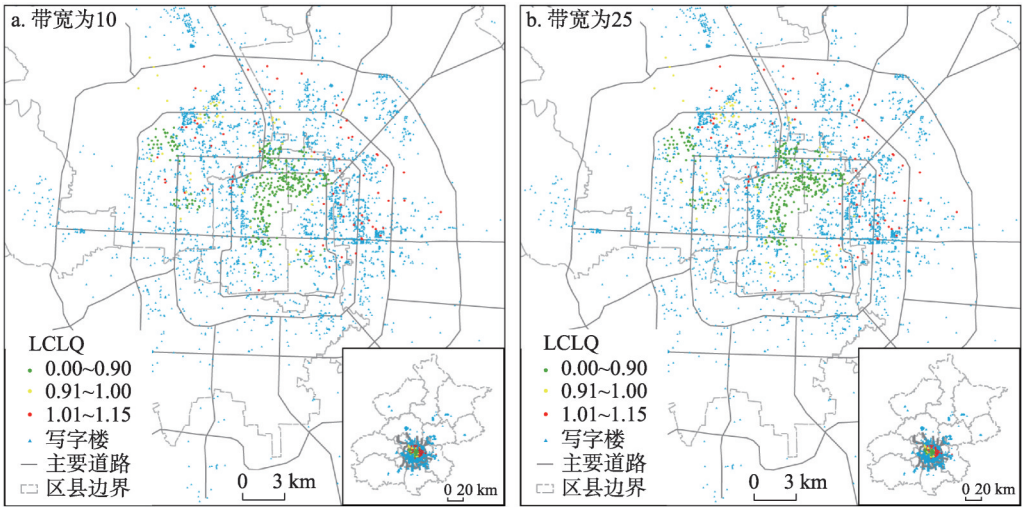 a. 带宽为10
LCLQ
0.00~0.90
0.91~1.00
1.01~1.15
写字楼
主要道路
区县边界
0 3 km
0 20 km
b. 带宽为25
LCLQ
0.00~0.90
0.91~1.00
1.01~1.15
写字楼
主要道路
区县边界
0 3 km
0 20 km